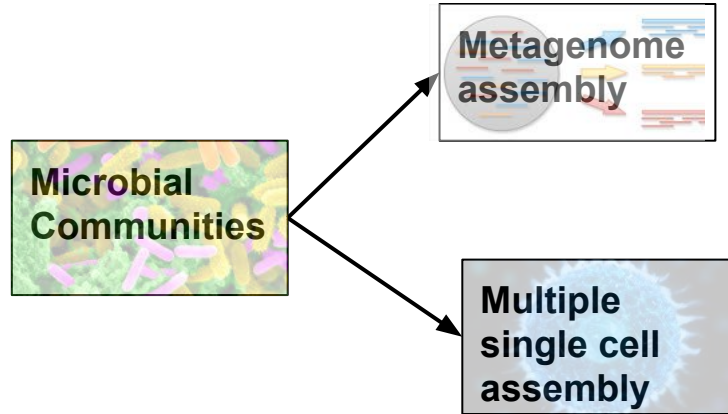 Metagenome
assembly
Microbial
Communities
Multiple
single cell
assembly